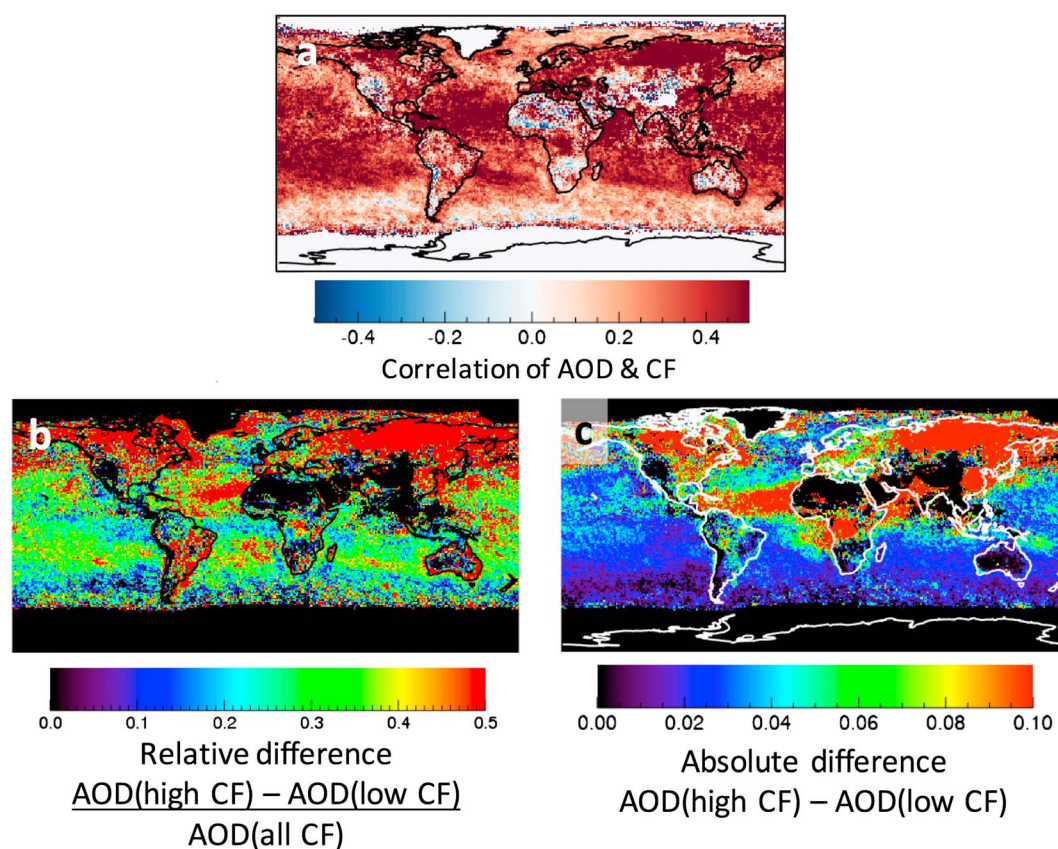 a
-0.4 -0.2 0.0 0.2 0.4
Correlation of AOD & CF
b
0.0 0.1 0.2 0.3 0.4 0.5
Relative difference
AOD(high CF) – AOD(low CF)
AOD(all CF)
c
0.00 0.02 0.04 0.06 0.08 0.10
Absolute difference
AOD(high CF) – AOD(low CF)